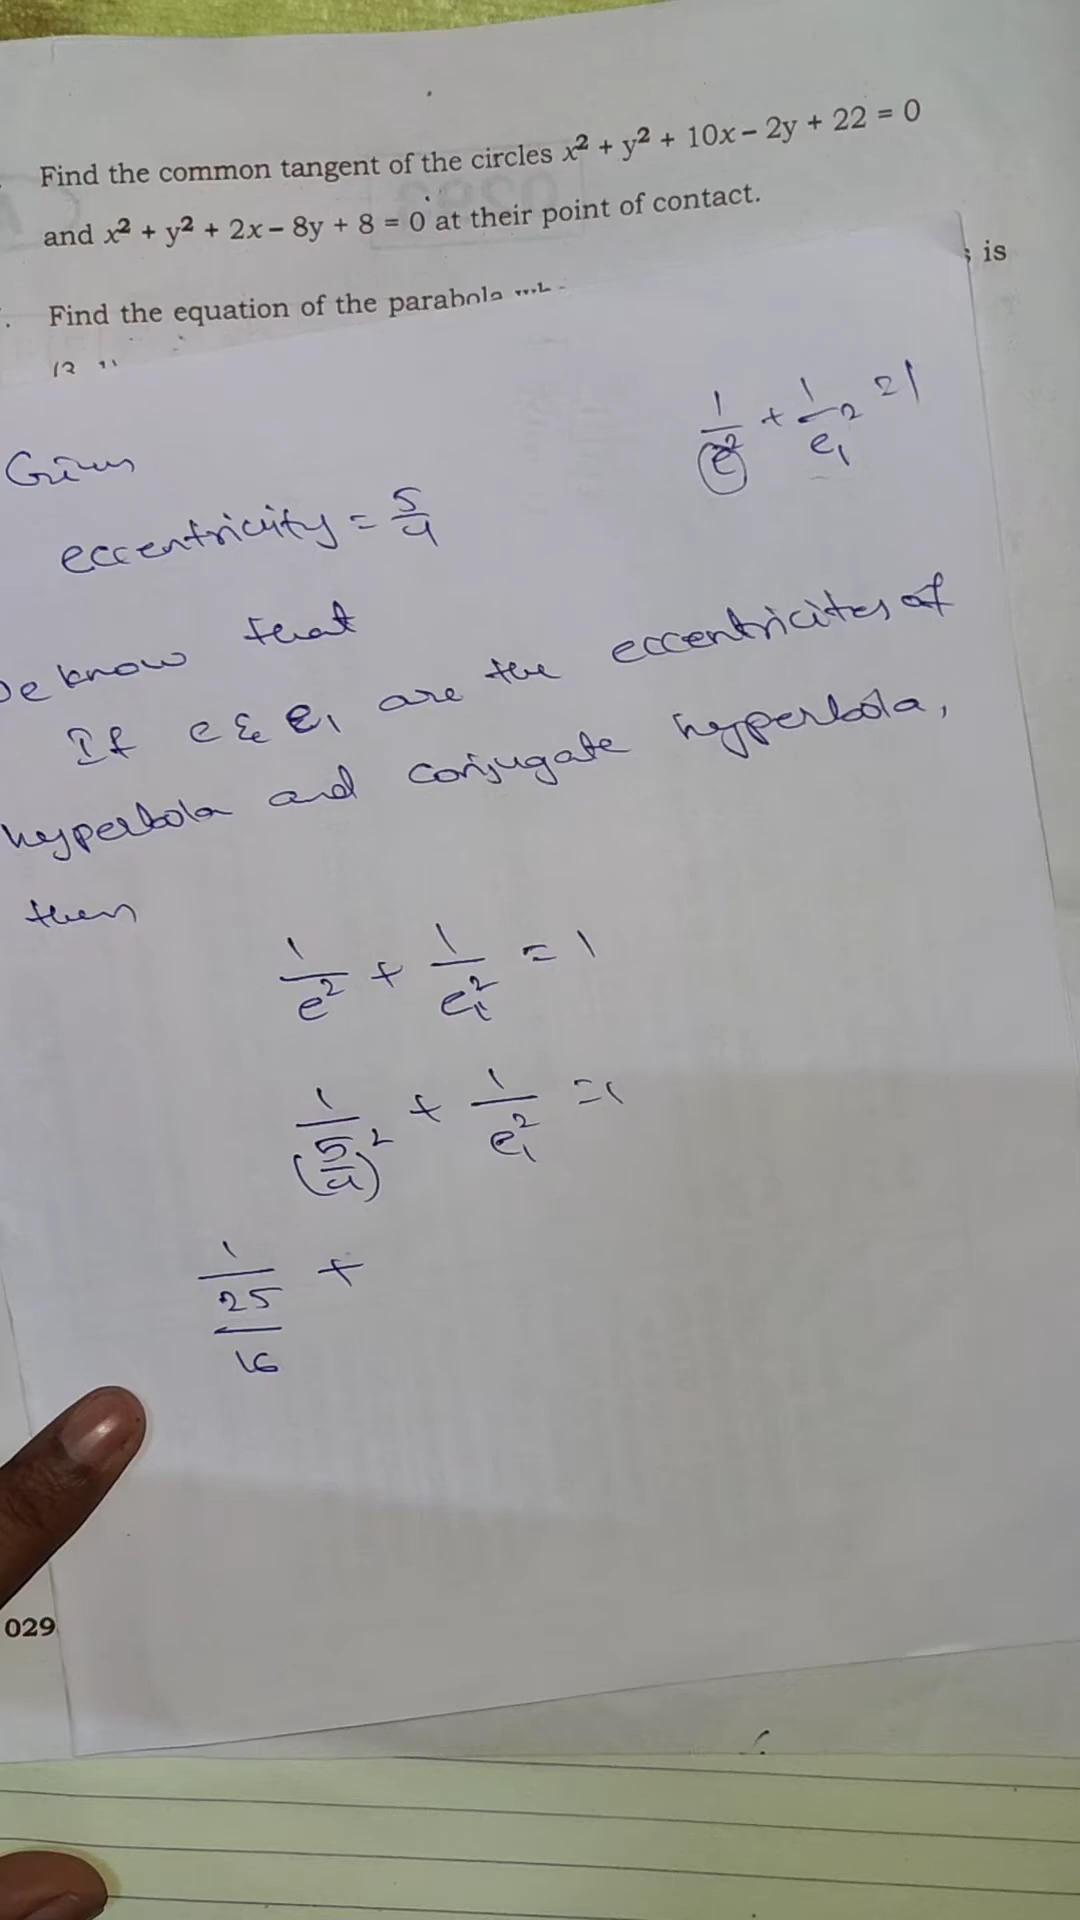 Find the common tangent of the circles x² + y² + 10x – 2y + 22 = 0
and x² + y² + 2x – 8y + 8 = 0 at their point of contact.
is
Find the equation of the parabola
Given
1/e² + 1/e₁² = 1
eccentricity = 5/4
we know that
If e & e₁ are the eccentricites of
hyperbola and conjugate hyperbola,
then
1/e² + 1/e₁² = 1
1/(5/4)² + 1/e₁² = 1
1/(25/16) +
029